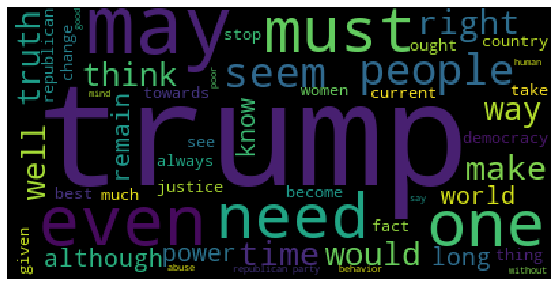 trump
may
must
right
stop
ought
country
truth
republican
change
good
think
seem
people
poor
human
mind
towards
women
current
take
way
well
remain
know
see
always
democracy
make
best
much
justice
become
say
world
even
need
one
fact
given
although
power
time
would
long
thing
abuse
republican party
behavior
without